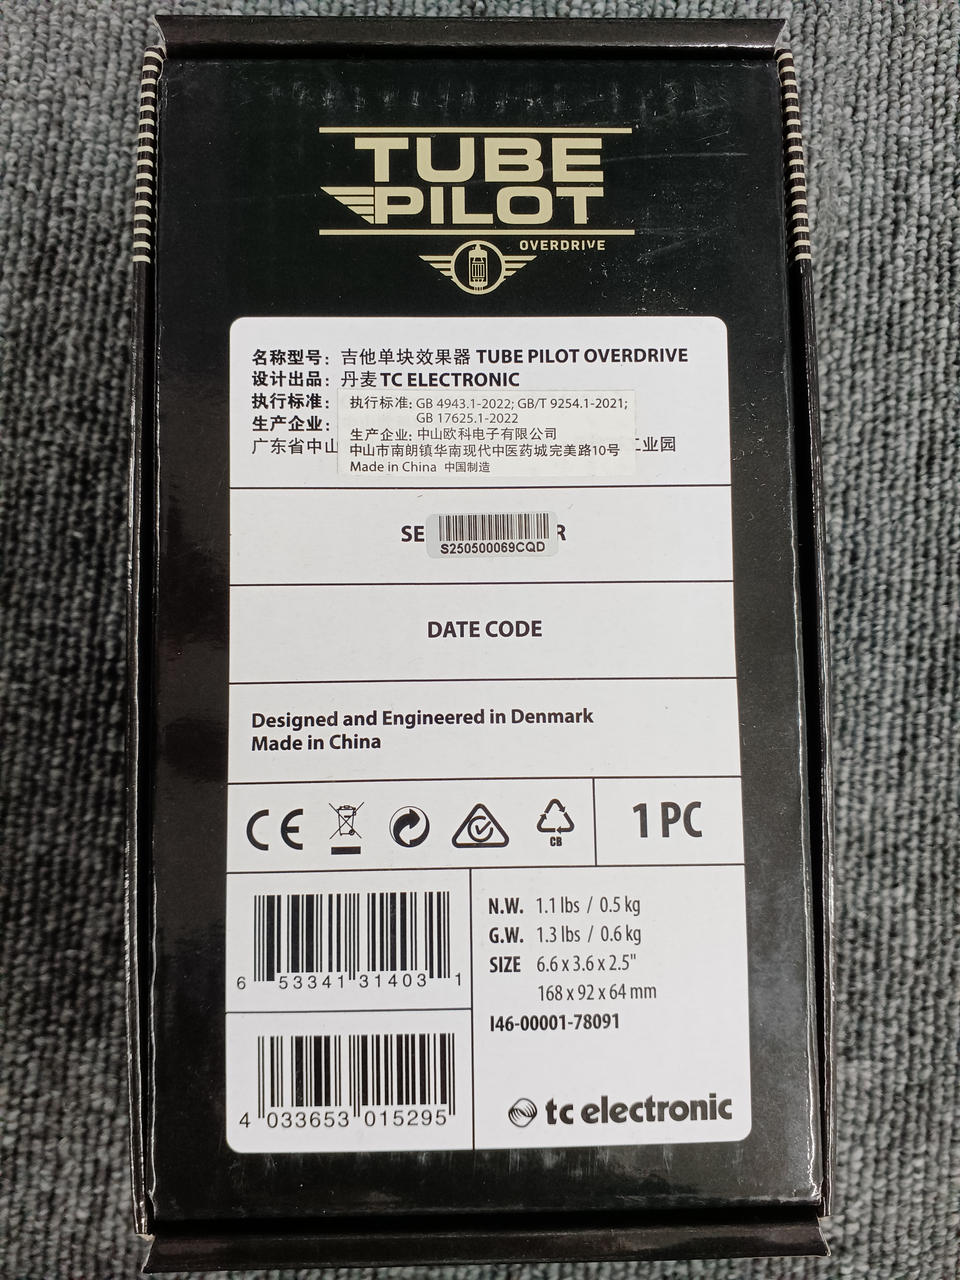 TUBE
PILOT
OVERDRIVE
名称型号：吉他单块效果器 TUBE PILOT OVERDRIVE
设计出品：丹麦TC ELECTRONIC
执行标准：
生产企业：
广东省中山
工业园
执行标准: GB 4943.1-2022; GB/T 9254.1-2021;
GB 17625.1-2022
生产企业: 中山欧科电子有限公司
中山市南朗镇华南现代中医药城完美路10号
Made in China 中国制造
SE R
S250500069CQD
DATE CODE
Designed and Engineered in Denmark
Made in China
CE
CB
1 PC
6 53341 31403 1
4 033653 015295
N.W. 1.1 lbs / 0.5 kg
G.W. 1.3 lbs / 0.6 kg
SIZE 6.6 x 3.6 x 2.5"
168 x 92 x 64 mm
I46-00001-78091
tc electronic